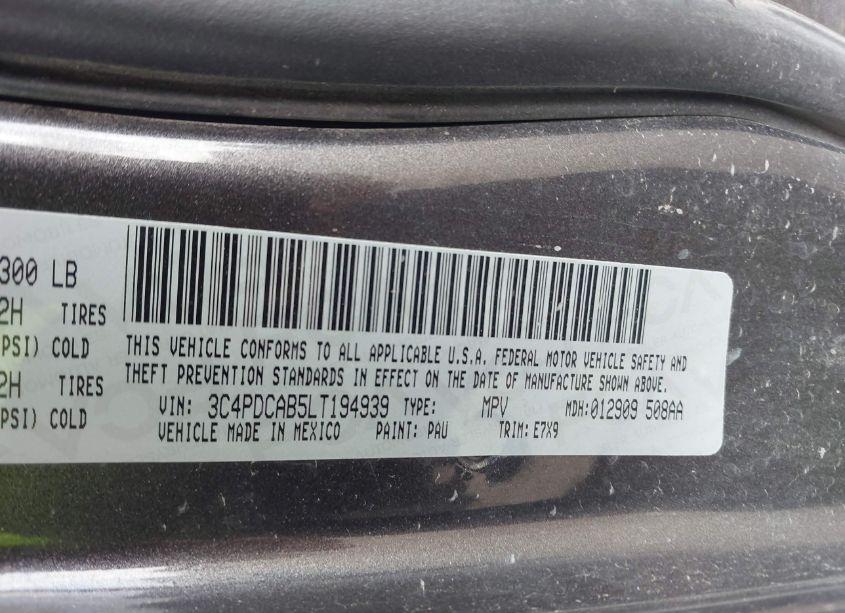 300 LB
2H TIRES
PSI) COLD
2H TIRES
PSI) COLD
THIS VEHICLE CONFORMS TO ALL APPLICABLE U.S.A. FEDERAL MOTOR VEHICLE SAFETY AND
THEFT PREVENTION STANDARDS IN EFFECT ON THE DATE OF MANUFACTURE SHOWN ABOVE.
VIN: 3C4PDCAB5LT194939 TYPE: MPV MDH:012909 508AA
VEHICLE MADE IN MEXICO PAINT: PAU TRIM: E7X9